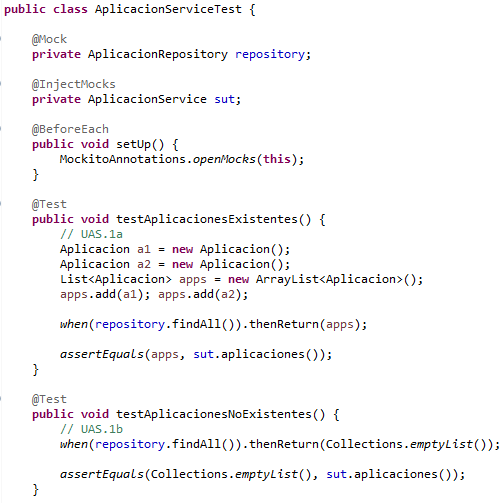 public class AplicacionServiceTest {
@Mock
private AplicacionRepository repository;
@InjectMocks
private AplicacionService sut;
@BeforeEach
public void setUp() {
MockitoAnnotations.openMocks(this);
}
@Test
public void testAplicacionesExistentes() {
// UAS.1a
Aplicacion a1 = new Aplicacion();
Aplicacion a2 = new Aplicacion();
List<Aplicacion> apps = new ArrayList<Aplicacion>();
apps.add(a1); apps.add(a2);
when(repository.findAll()).thenReturn(apps);
assertEquals(apps, sut.aplicaciones());
}
@Test
public void testAplicacionesNoExistentes() {
// UAS.1b
when(repository.findAll()).thenReturn(Collections.emptyList());
assertEquals(Collections.emptyList(), sut.aplicaciones());
}